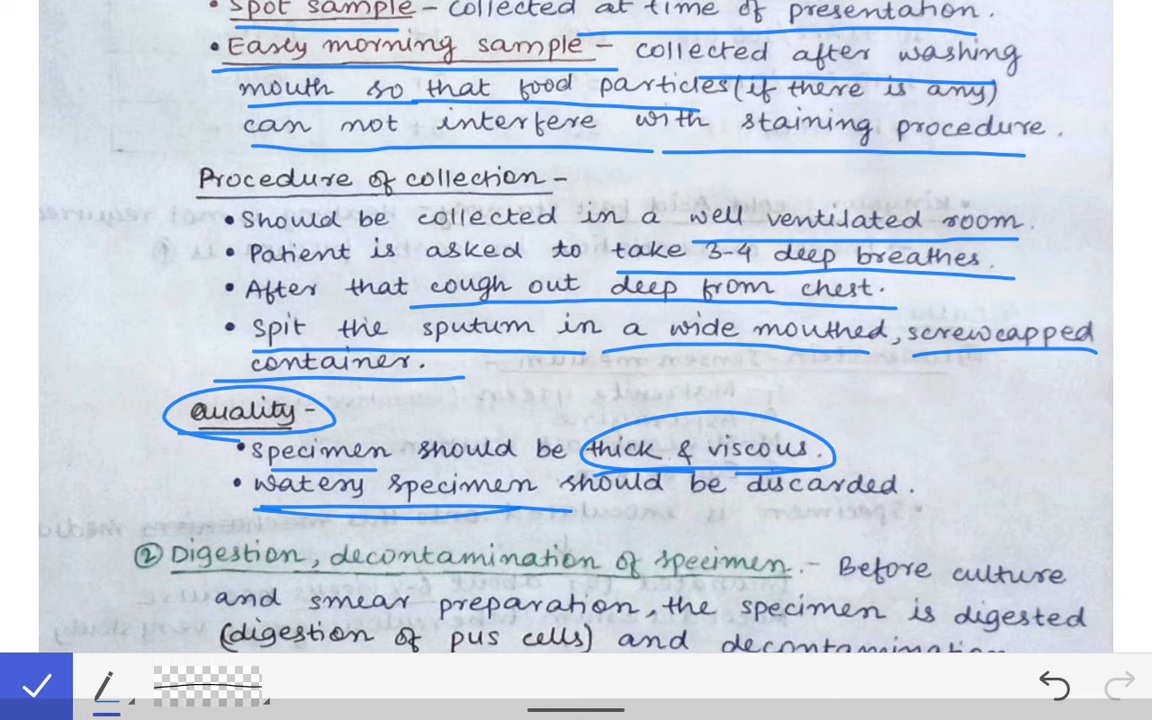 • Spot sample - collected at time of presentation.
• Early morning sample - collected after washing
mouth so that food particles (if there is any)
can not interfere with staining procedure.
Procedure of collection -
• Should be collected in a well ventilated room.
• Patient is asked to take 3-4 deep breathes.
• After that cough out deep from chest.
• Spit the sputum in a wide mouthed, screwcapped
container.
Quality -
• Specimen should be thick & viscous.
• Watery specimen should be discarded.
② Digestion, decontamination of specimen. - Before culture
and smear preparation, the specimen is digested
(digestion of pus cells) and decontamination